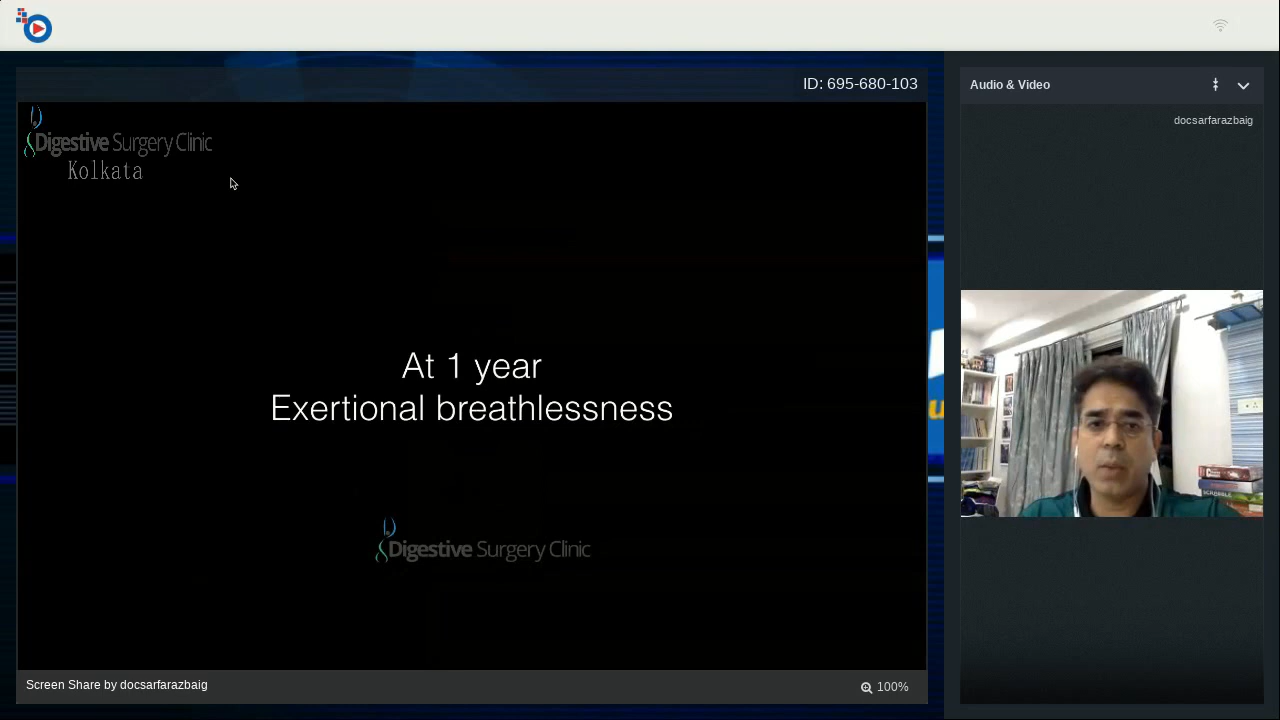 ID: 695-680-103
Audio & Video
docsarfarazbaig
Digestive Surgery Clinic
Kolkata
At 1 year
Exertional breathlessness
Digestive Surgery Clinic
SCRABBLE
Screen Share by docsarfarazbaig
100%